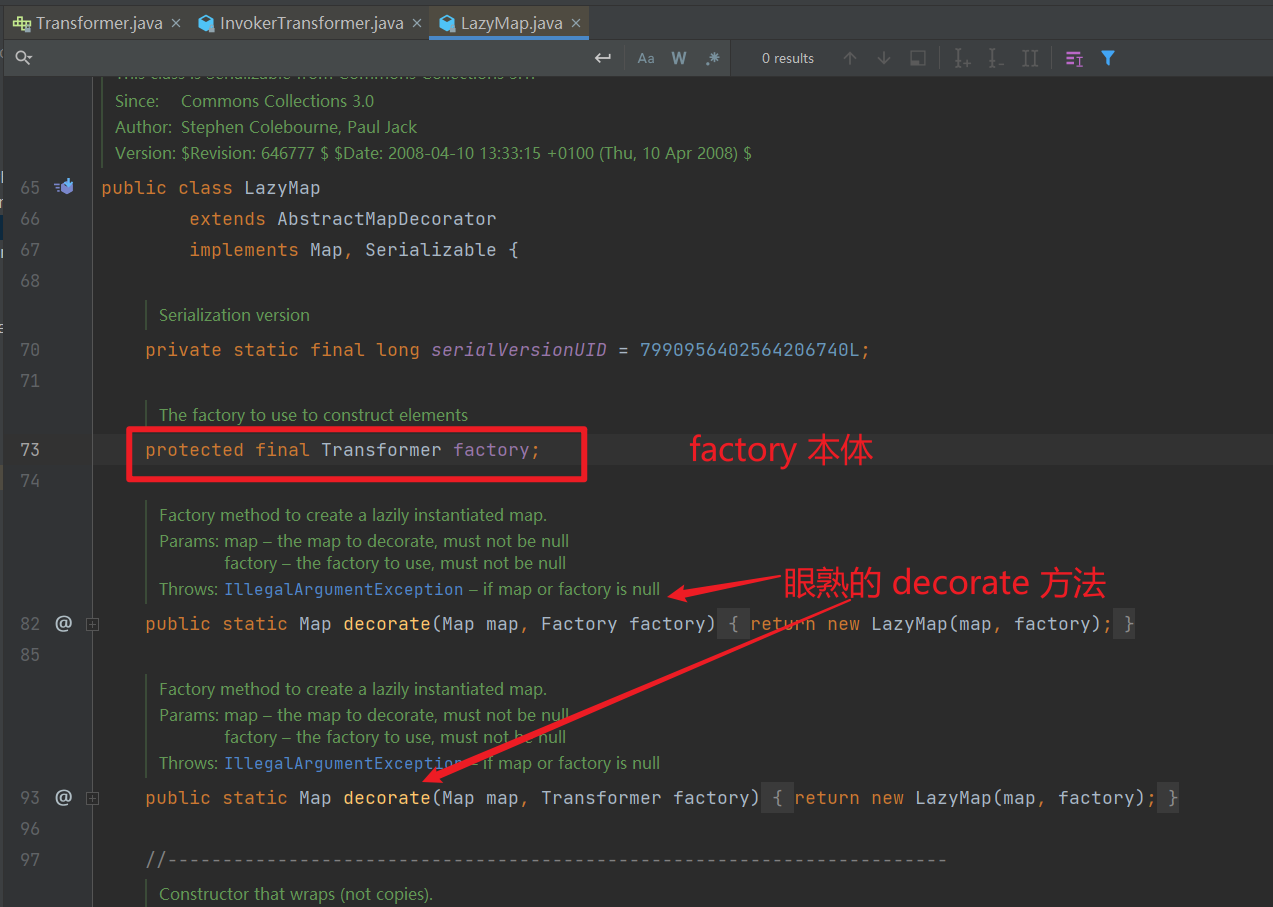 Transformer.java × InvokerTransformer.java × LazyMap.java ×
Aa W .* 0 results
This class is Serializable from Commons Collections 3.1.
Since: Commons Collections 3.0
Author: Stephen Colebourne, Paul Jack
Version: $Revision: 646777 $ $Date: 2008-04-10 13:33:15 +0100 (Thu, 10 Apr 2008) $
65 public class LazyMap
66 extends AbstractMapDecorator
67 implements Map, Serializable {
68
Serialization version
70 private static final long serialVersionUID = 7990956402564206740L;
71
The factory to use to construct elements
73 protected final Transformer factory; factory 本体
74
Factory method to create a lazily instantiated map.
Params: map – the map to decorate, must not be null
factory – the factory to use, must not be null
Throws: IllegalArgumentException – if map or factory is null
眼熟的 decorate 方法
82 @ public static Map decorate(Map map, Factory factory) { return new LazyMap(map, factory); }
85
Factory method to create a lazily instantiated map.
Params: map – the map to decorate, must not be null
factory – the factory to use, must not be null
Throws: IllegalArgumentException – if map or factory is null
93 @ public static Map decorate(Map map, Transformer factory) { return new LazyMap(map, factory); }
96
97 //-----------------------------------------------------------------------
Constructor that wraps (not copies).